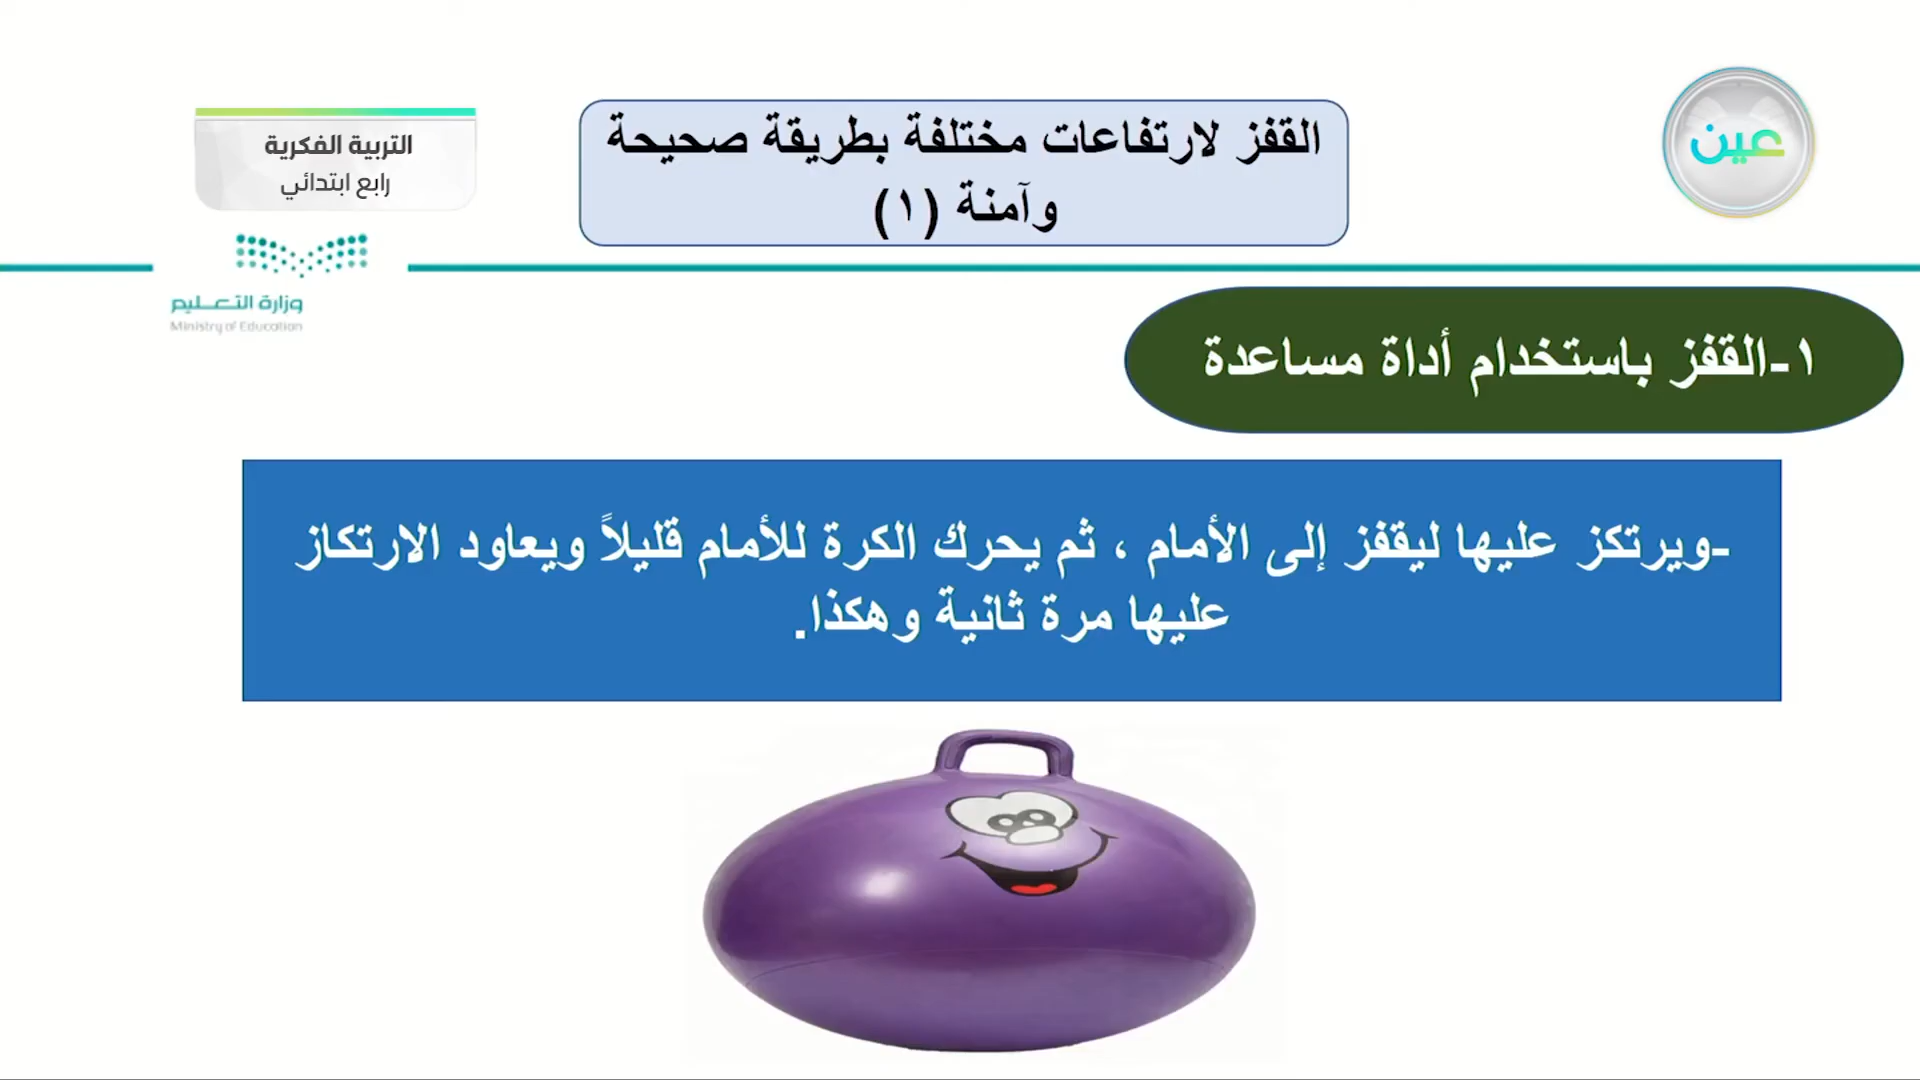 عين
القفز لارتفاعات مختلفة بطريقة صحيحة
وآمنة (١)
التربية الفكرية
رابع ابتدائي
وزارة التعـليم
Ministry of Education
١-القفز باستخدام أداة مساعدة
-ويرتكز عليها ليقفز إلى الأمام ، ثم يحرك الكرة للأمام قليلاً ويعاود الارتكاز
عليها مرة ثانية وهكذا.